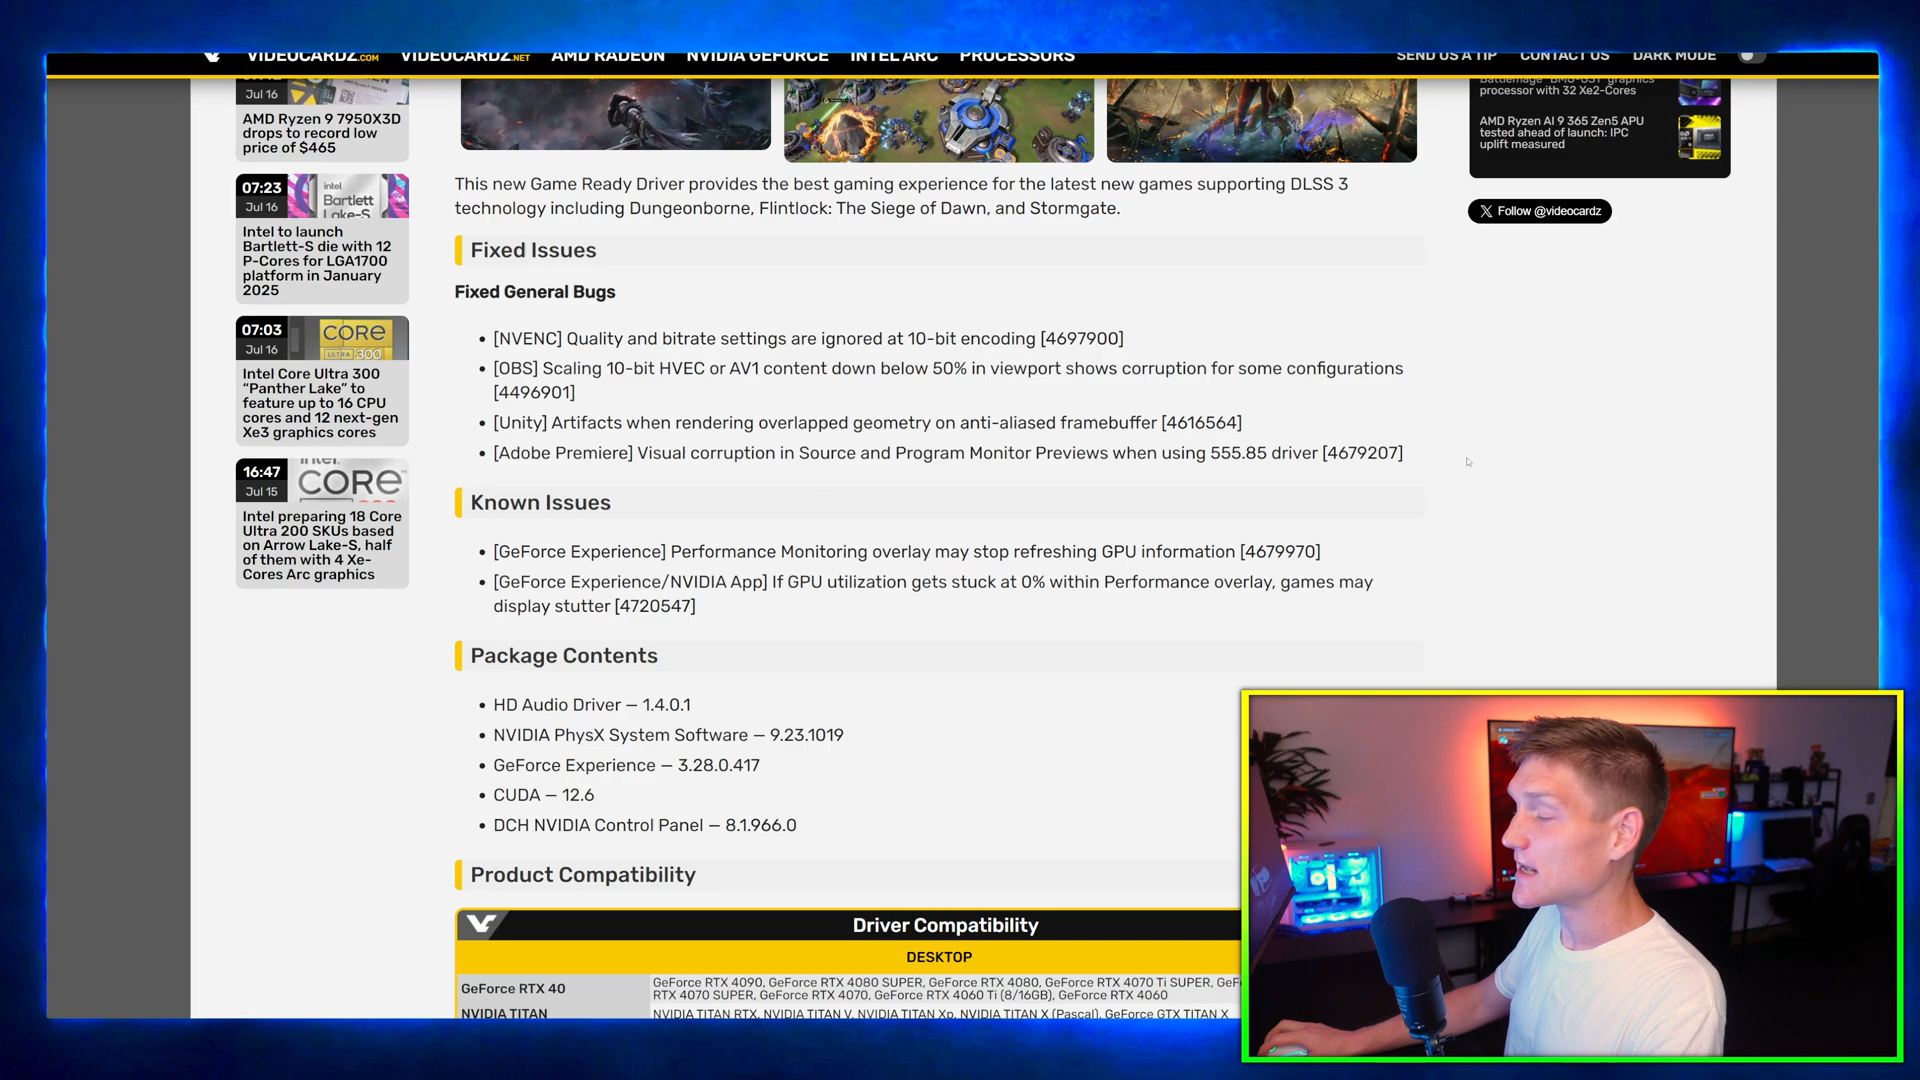 VIDEOCARDZ.COM VIDEOCARDZ.NET AMD RADEON NVIDIA GEFORCE INTEL ARC PROCESSORS SEND US A TIP CONTACT US DARK MODE
Jul 16
AMD Ryzen 9 7950X3D
drops to record low
price of $465
07:23
Jul 16
intel
Bartlett
Lake-S
Intel to launch
Bartlett-S die with 12
P-Cores for LGA1700
platform in January
2025
07:03
Jul 16
CORE
ULTRA 300
Intel Core Ultra 300
“Panther Lake” to
feature up to 16 CPU
cores and 12 next-gen
Xe3 graphics cores
16:47
Jul 15
intel.
CORE
Intel preparing 18 Core
Ultra 200 SKUs based
on Arrow Lake-S, half
of them with 4 Xe-
Cores Arc graphics
This new Game Ready Driver provides the best gaming experience for the latest new games supporting DLSS 3
technology including Dungeonborne, Flintlock: The Siege of Dawn, and Stormgate.
Fixed Issues
Fixed General Bugs
• [NVENC] Quality and bitrate settings are ignored at 10-bit encoding [4697900]
• [OBS] Scaling 10-bit HVEC or AV1 content down below 50% in viewport shows corruption for some configurations
[4496901]
• [Unity] Artifacts when rendering overlapped geometry on anti-aliased framebuffer [4616564]
• [Adobe Premiere] Visual corruption in Source and Program Monitor Previews when using 555.85 driver [4679207]
Known Issues
• [GeForce Experience] Performance Monitoring overlay may stop refreshing GPU information [4679970]
• [GeForce Experience/NVIDIA App] If GPU utilization gets stuck at 0% within Performance overlay, games may
display stutter [4720547]
Package Contents
• HD Audio Driver – 1.4.0.1
• NVIDIA PhysX System Software – 9.23.1019
• GeForce Experience – 3.28.0.417
• CUDA – 12.6
• DCH NVIDIA Control Panel – 8.1.966.0
Product Compatibility
Driver Compatibility
DESKTOP
GeForce RTX 40
GeForce RTX 4090, GeForce RTX 4080 SUPER, GeForce RTX 4080, GeForce RTX 4070 Ti SUPER,
RTX 4070 SUPER, GeForce RTX 4070, GeForce RTX 4060 Ti (8/16GB), GeForce RTX 4060
NVIDIA TITAN
NVIDIA TITAN RTX, NVIDIA TITAN V, NVIDIA TITAN Xp, NVIDIA TITAN X (Pascal), GeForce GTX TITAN X
Battlemage "BMG-G31" graphics
processor with 32 Xe2-Cores
AMD Ryzen AI 9 365 Zen5 APU
tested ahead of launch: IPC
uplift measured
Follow @videocardz